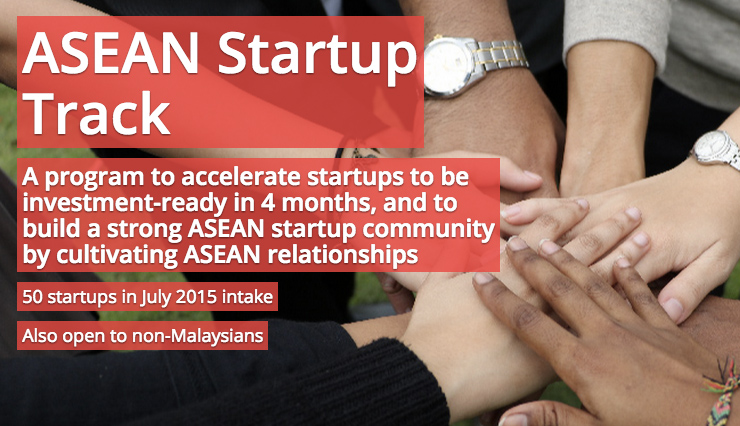 ASEAN Startup
Track
A program to accelerate startups to be
investment-ready in 4 months, and to
build a strong ASEAN startup community
by cultivating ASEAN relationships
50 startups in July 2015 intake
Also open to non-Malaysians